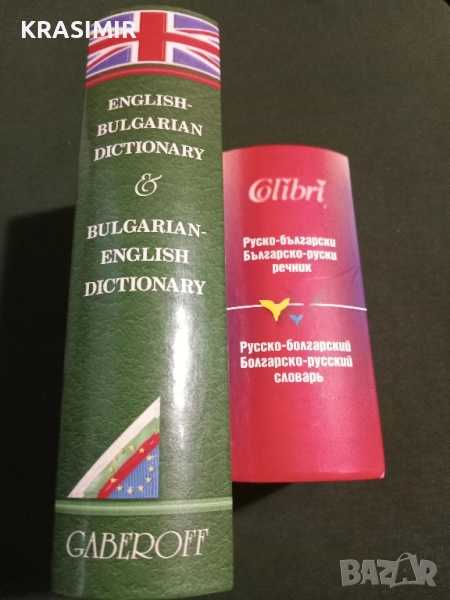 KRASIMIR
ENGLISH-
BULGARIAN
DICTIONARY
&
BULGARIAN-
ENGLISH
DICTIONARY
GABEROFF
Colibri
Руско-български
Българско-руски
речник
Русско-болгарский
Болгарско-русский
словарь
BAZAR